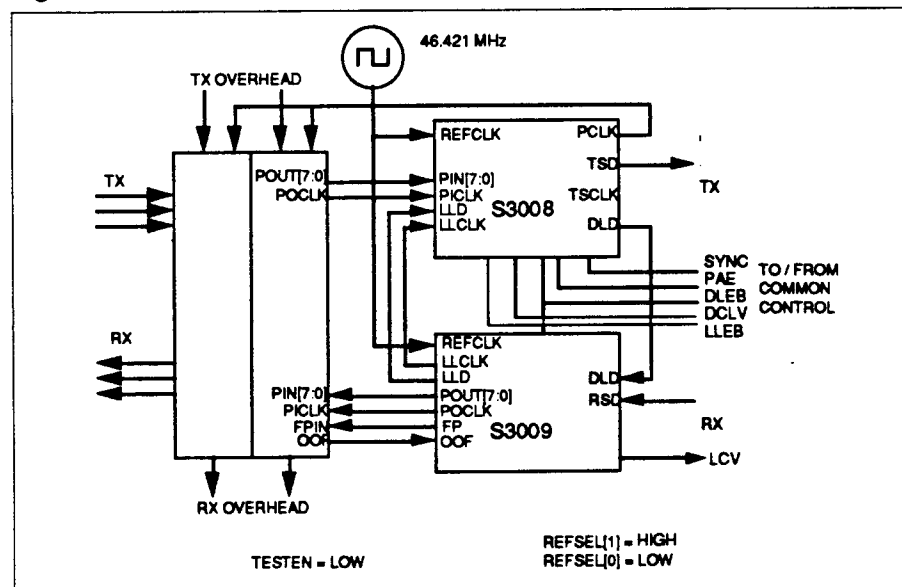 46.421 MHz
TX OVERHEAD
REFCLK
PCLK
TSD
TX
TX
POUT[7:0]
POCLK
PIN[7:0]
PICLK
LLD
LLCLK
S3008
TSCLK
DLD
SYNC
PAE
DLEB
DCLV
LLEB
TO / FROM
COMMON
CONTROL
RX
REFCLK
LLCLK
LLD
POUT[7:0]
POCLK
FP
OOF
S3009
DLD
RSD
RX
LCV
PIN[7:0]
PICLK
FPIN
OOF
RX OVERHEAD
TESTEN = LOW
REFSEL[1] = HIGH
REFSEL[0] = LOW